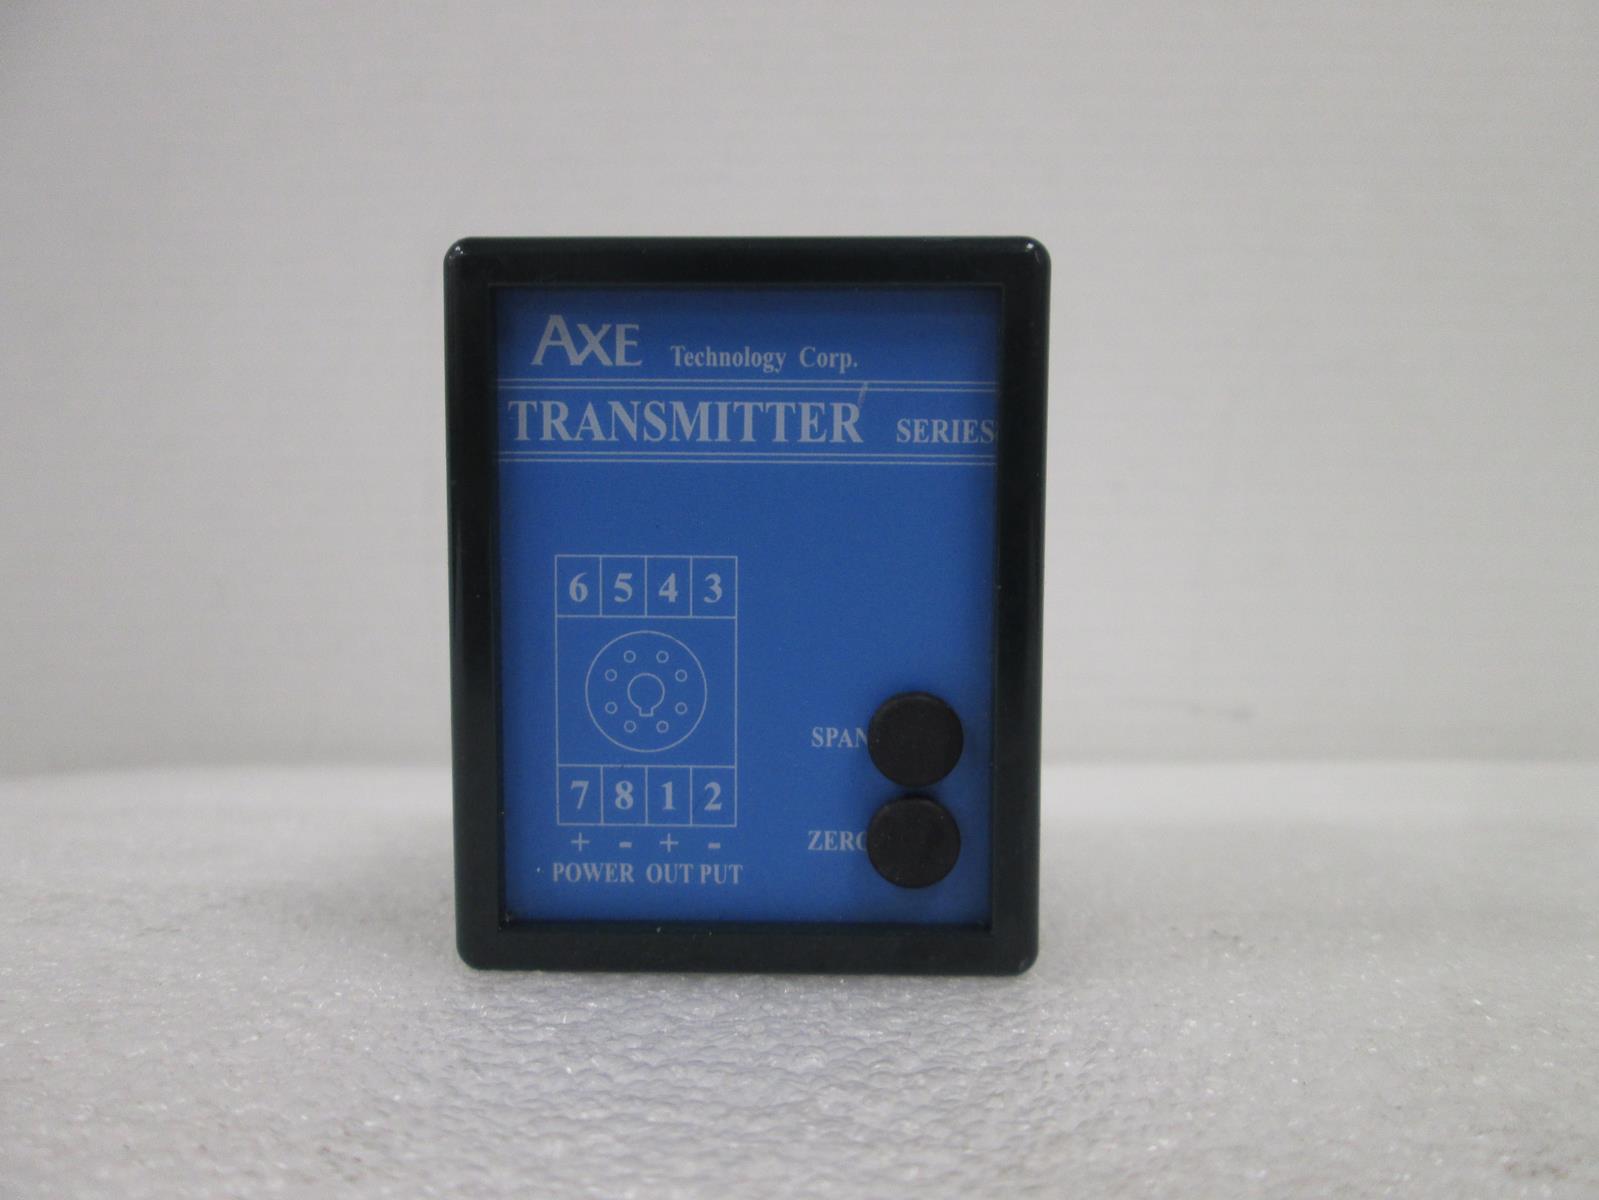 AXE Technology Corp.
TRANSMITTER SERIES
6 5 4 3
7 8 1 2
+ - + -
POWER OUT PUT
SPAN
ZERO